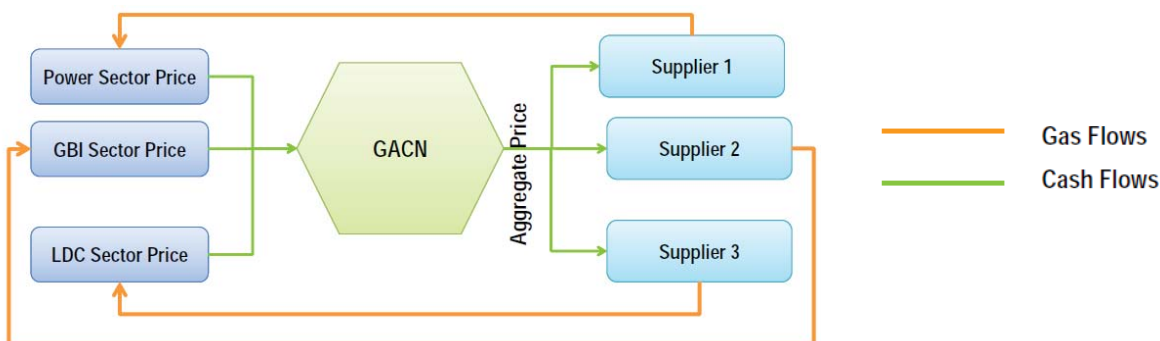 Power Sector Price
GBI Sector Price
LDC Sector Price
GACN
Aggregate Price
Supplier 1
Supplier 2
Supplier 3
Gas Flows
Cash Flows